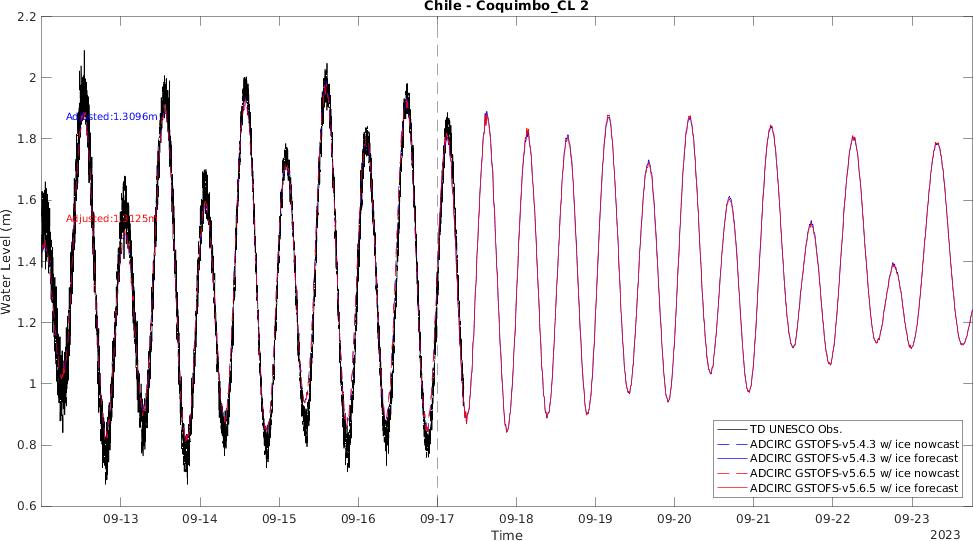 Chile - Coquimbo_CL 2
2.2
2
1.8
1.6
1.4
1.2
1
0.8
0.6
Water Level (m)
Adjusted:1.3096m
TD UNESCO Obs.
ADCIRC GSTOFS-v5.4.3 w/ ice nowcast
ADCIRC GSTOFS-v5.4.3 w/ ice forecast
ADCIRC GSTOFS-v5.6.5 w/ ice nowcast
ADCIRC GSTOFS-v5.6.5 w/ ice forecast
09-13 09-14 09-15 09-16 09-17 09-18 09-19 09-20 09-21 09-22 09-23
Time
2023